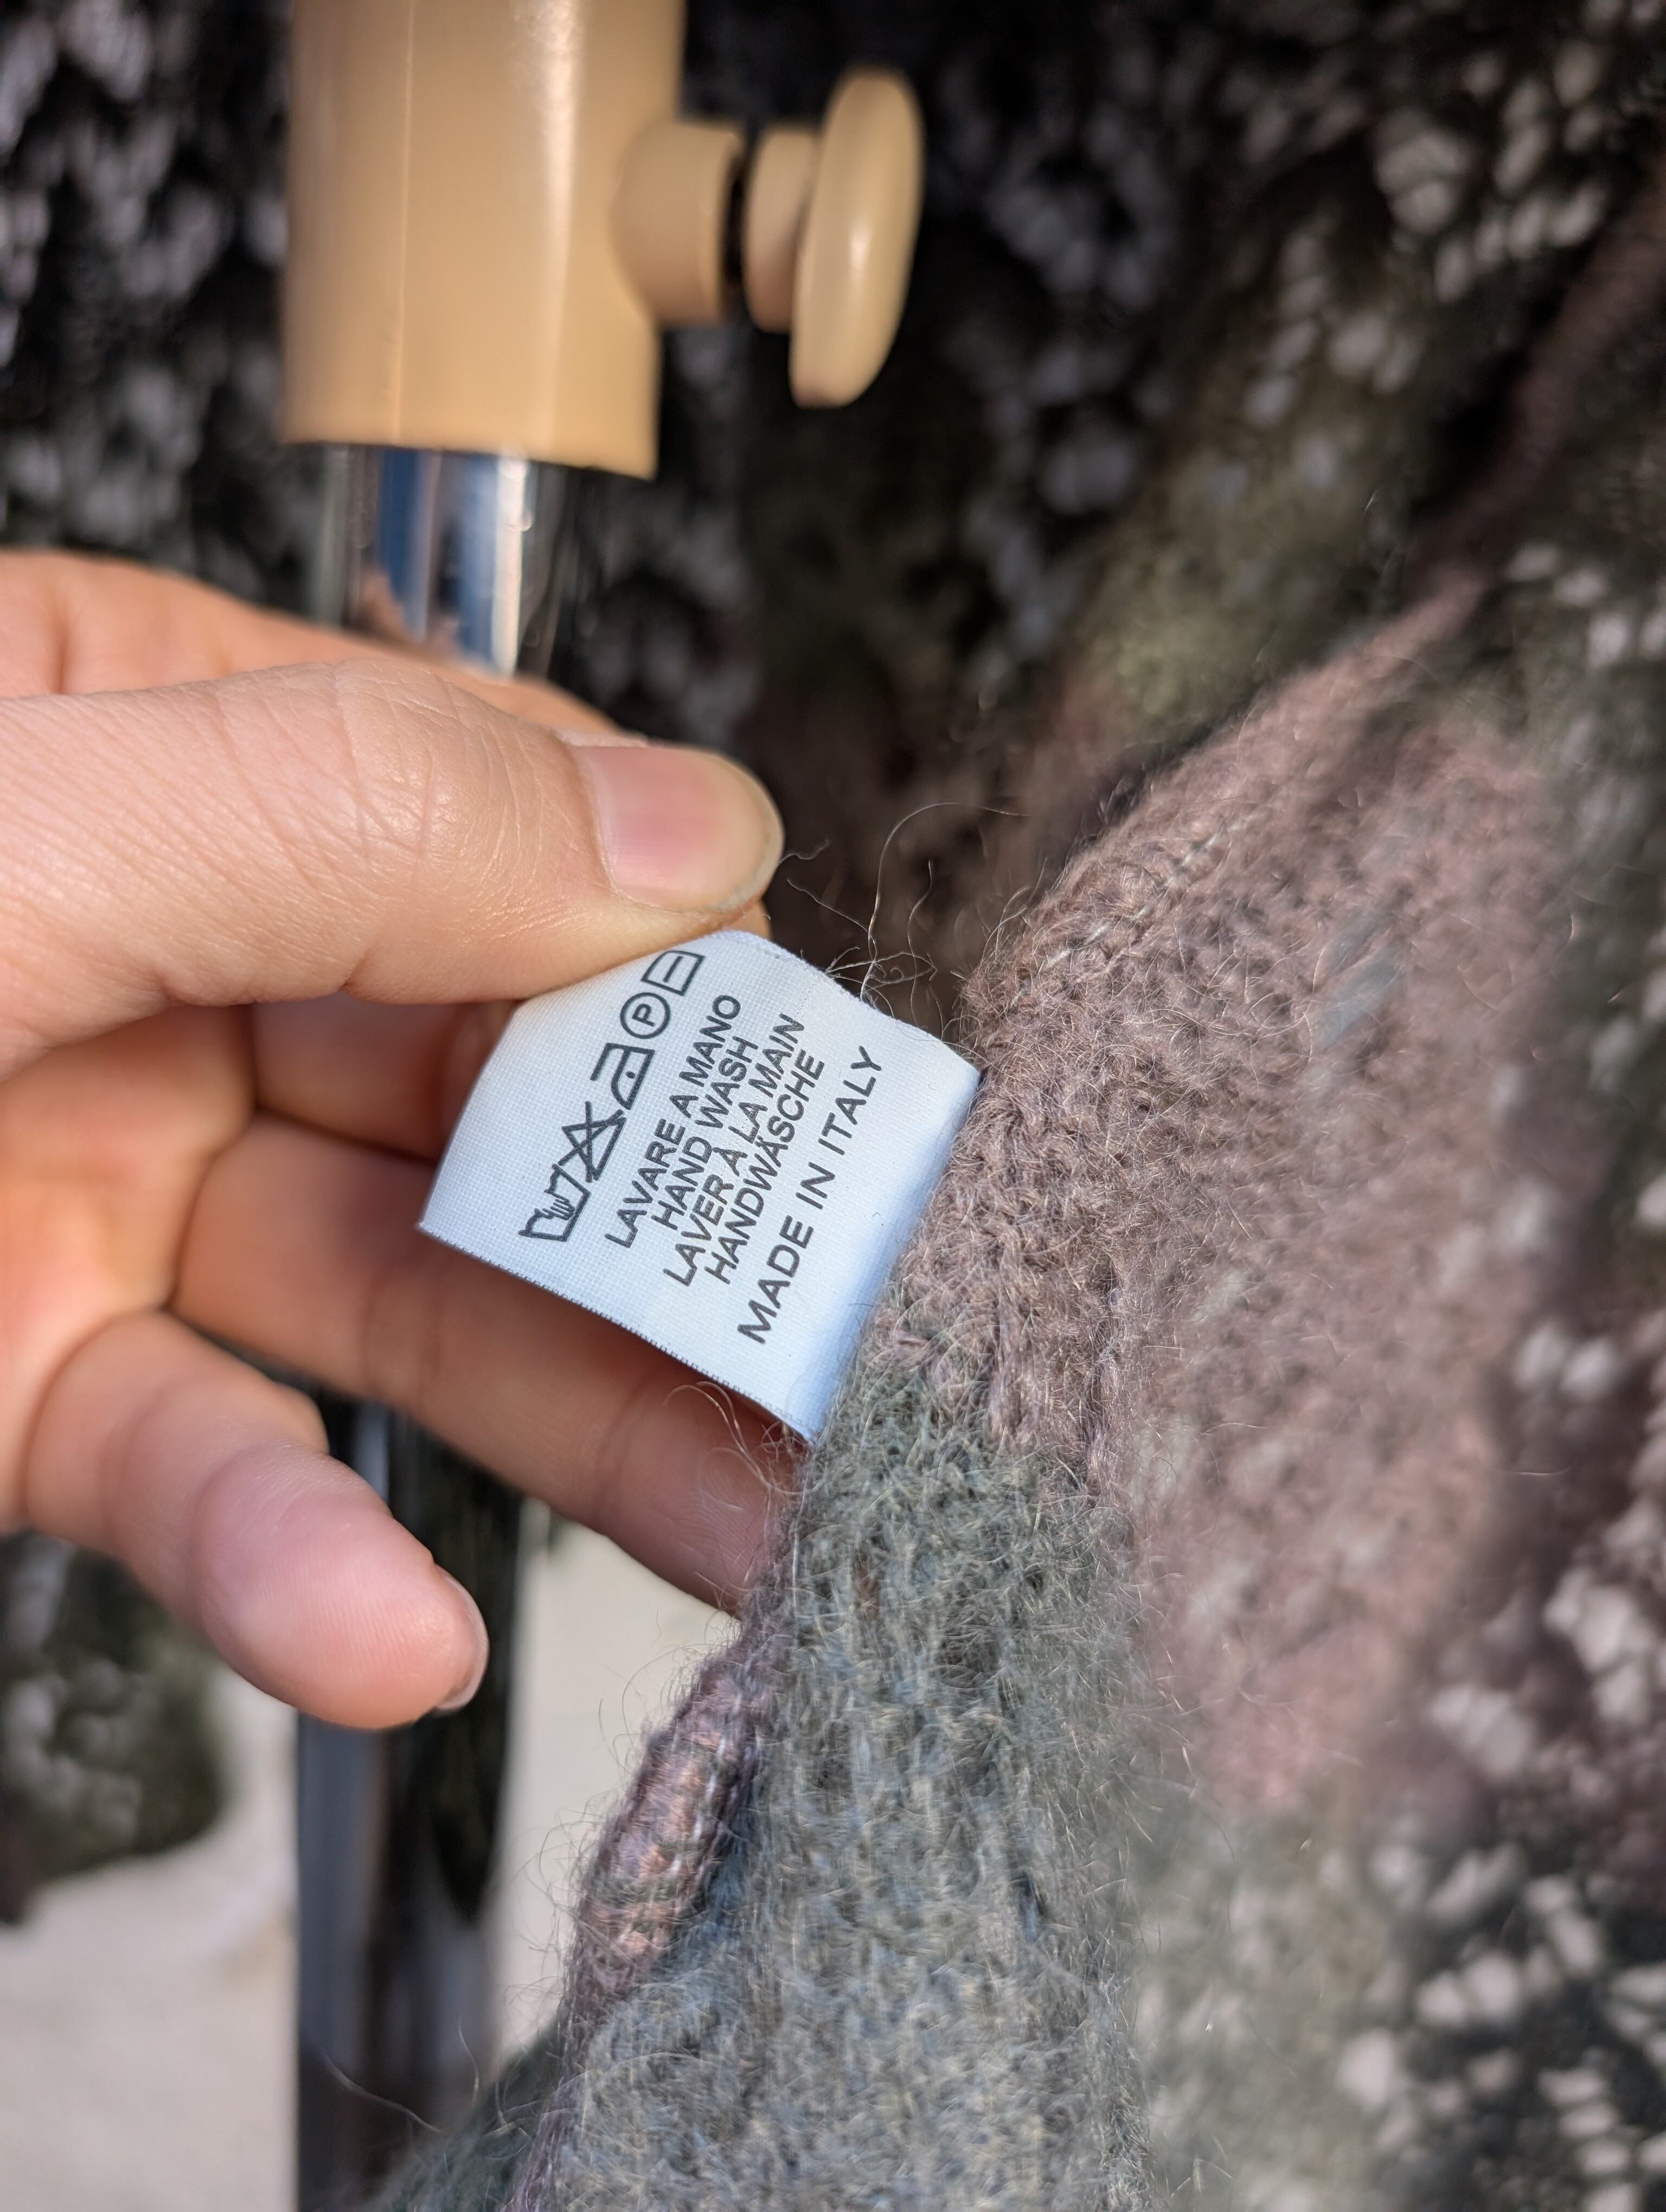 P
LAVARE A MANO
HAND WASH
LAVER À LA MAIN
HANDWÄSCHE
MADE IN ITALY